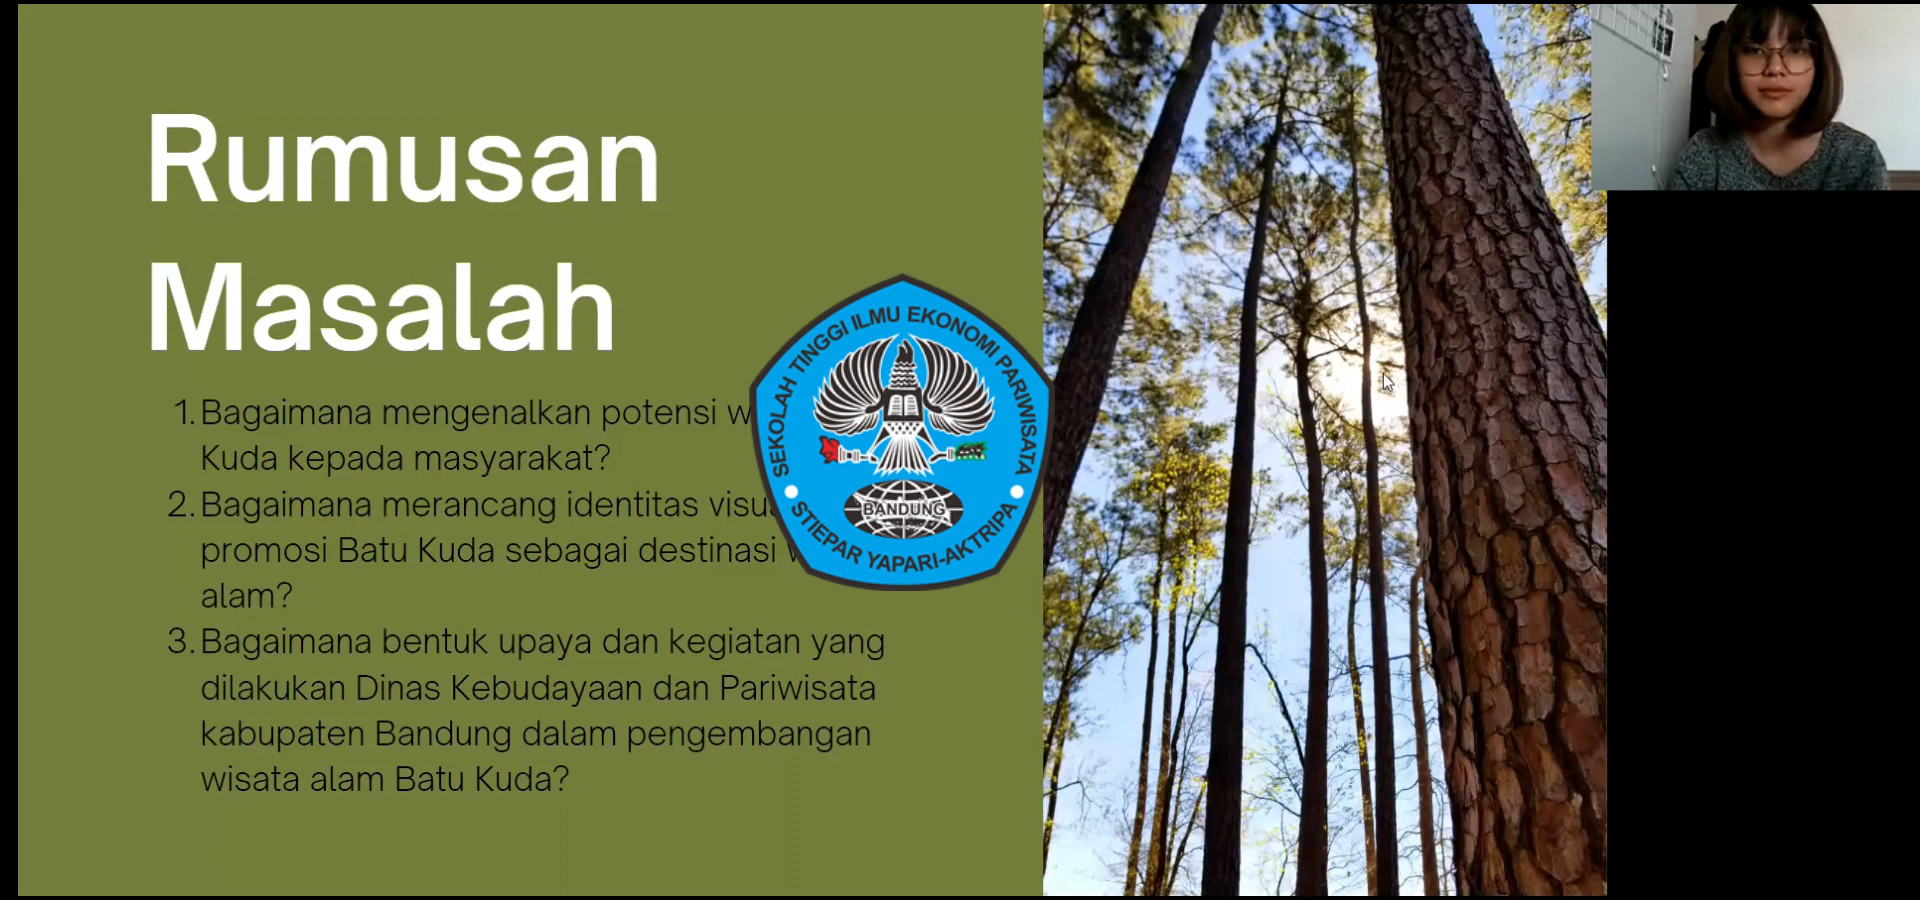 Rumusan
Masalah
1. Bagaimana mengenalkan potensi
Kuda kepada masyarakat?
2. Bagaimana merancang identitas
promosi Batu Kuda sebagai destinasi
alam?
3. Bagaimana bentuk upaya dan kegiatan yang
dilakukan Dinas Kebudayaan dan Pariwisata
kabupaten Bandung dalam pengembangan
wisata alam Batu Kuda?
SEKOLAH TINGGI ILMU EKONOMI PARIWISATA
BANDUNG
STIEPAR YAPARI-AKTRIPA